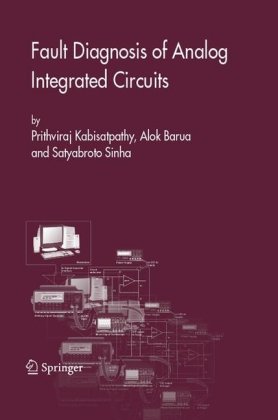 Fault Diagnosis of Analog
Integrated Circuits
by
Prithviraj Kabisatpathy, Alok Barua
and Satyabroto Sinha
Springer